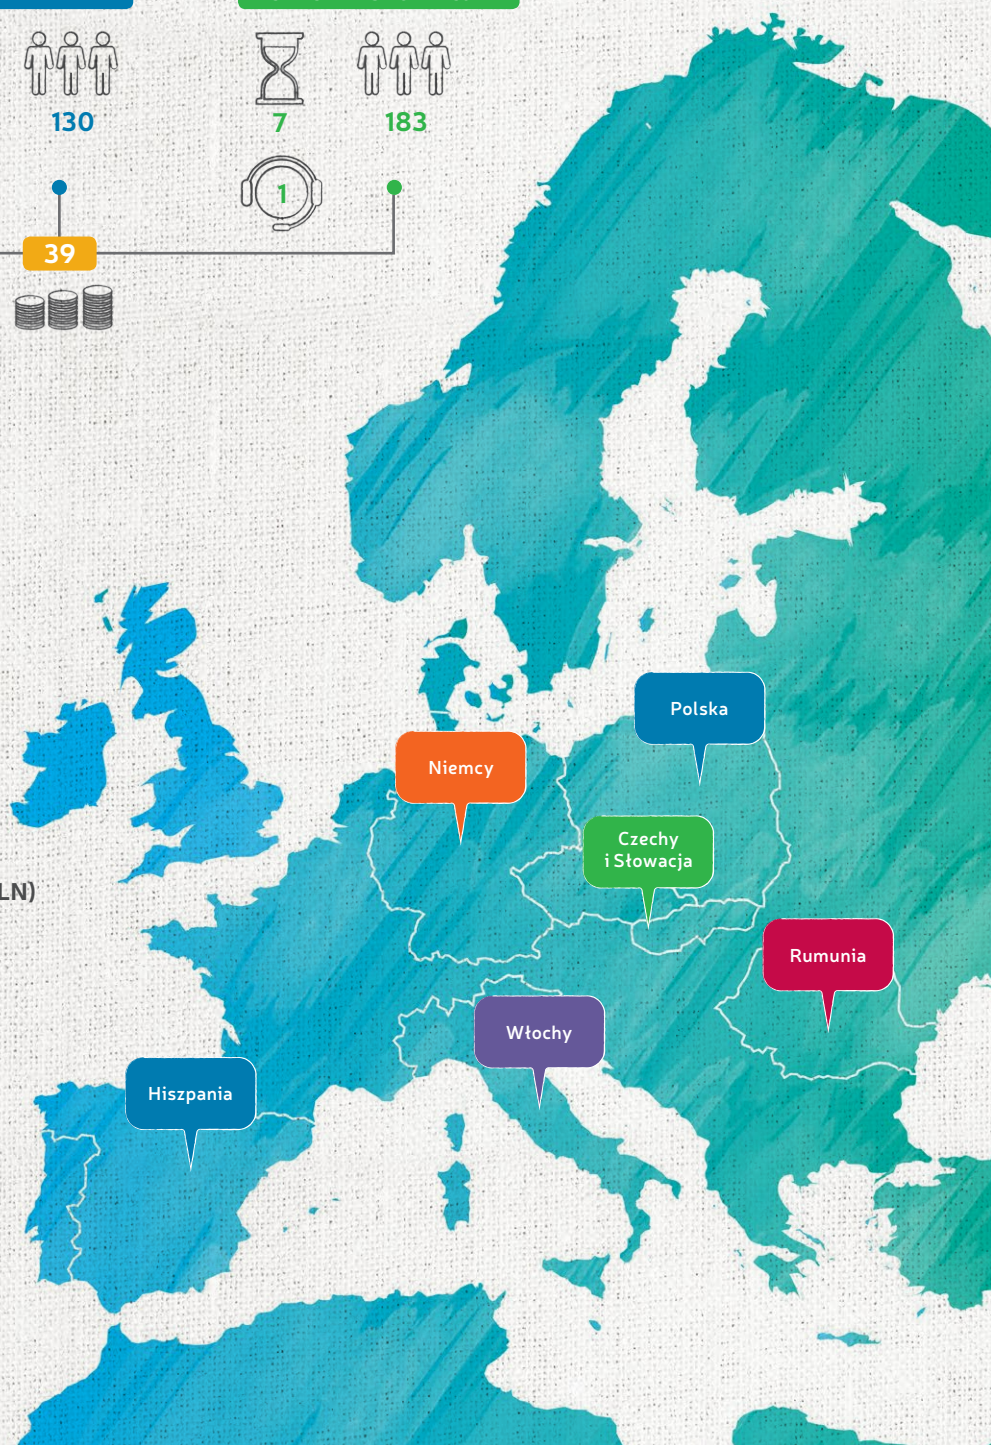 130
7
183
1
39
Polska
Niemcy
Czechy
i Słowacja
LN)
Rumunia
Włochy
Hiszpania